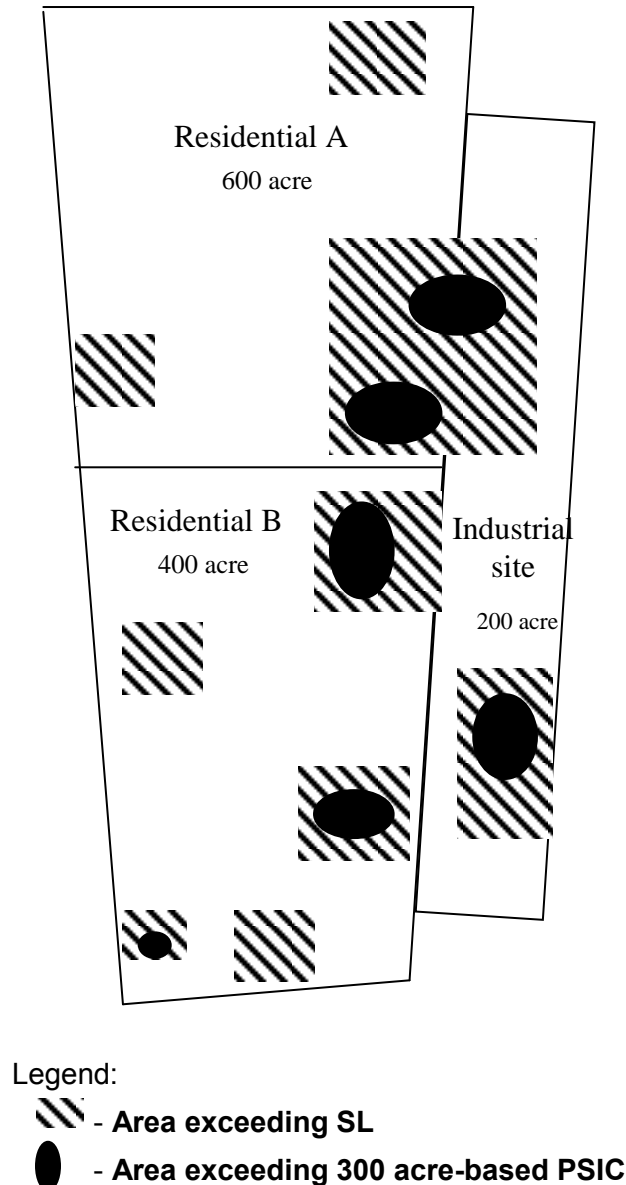 Residential A
600 acre
Residential B
400 acre
Industrial
site
200 acre
Legend:
- Area exceeding SL
- Area exceeding 300 acre-based PSIC